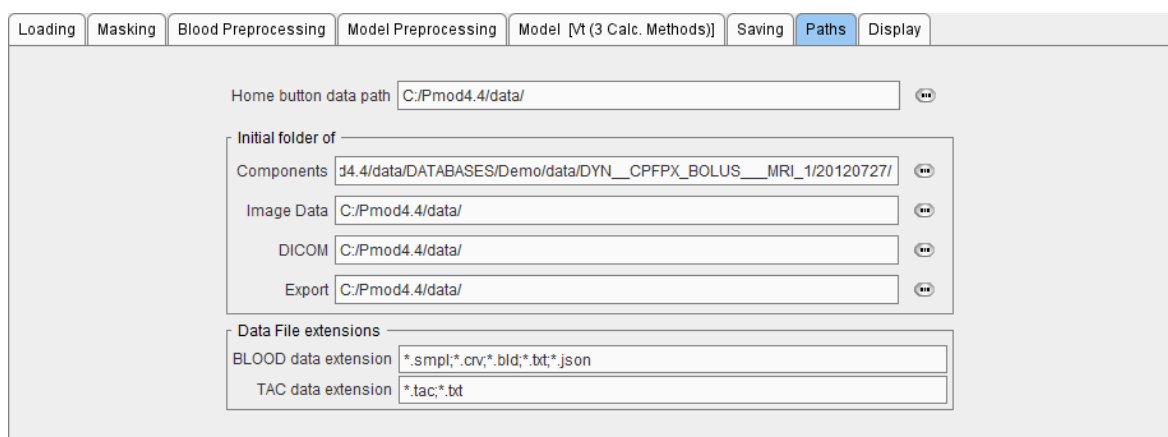 Loading Masking Blood Preprocessing Model Preprocessing Model [Vt (3 Calc. Methods)] Saving Paths Display
Home button data path C:/Pmod4.4/data/
Initial folder of
Components d4.4/data/DATABASES/Demo/data/DYN__CPFPX_BOLUS___MRI_1/20120727/
Image Data C:/Pmod4.4/data/
DICOM C:/Pmod4.4/data/
Export C:/Pmod4.4/data/
Data File extensions
BLOOD data extension *.smpl;*.crv;*.bld;*.txt;*.json
TAC data extension *.tac;*.txt